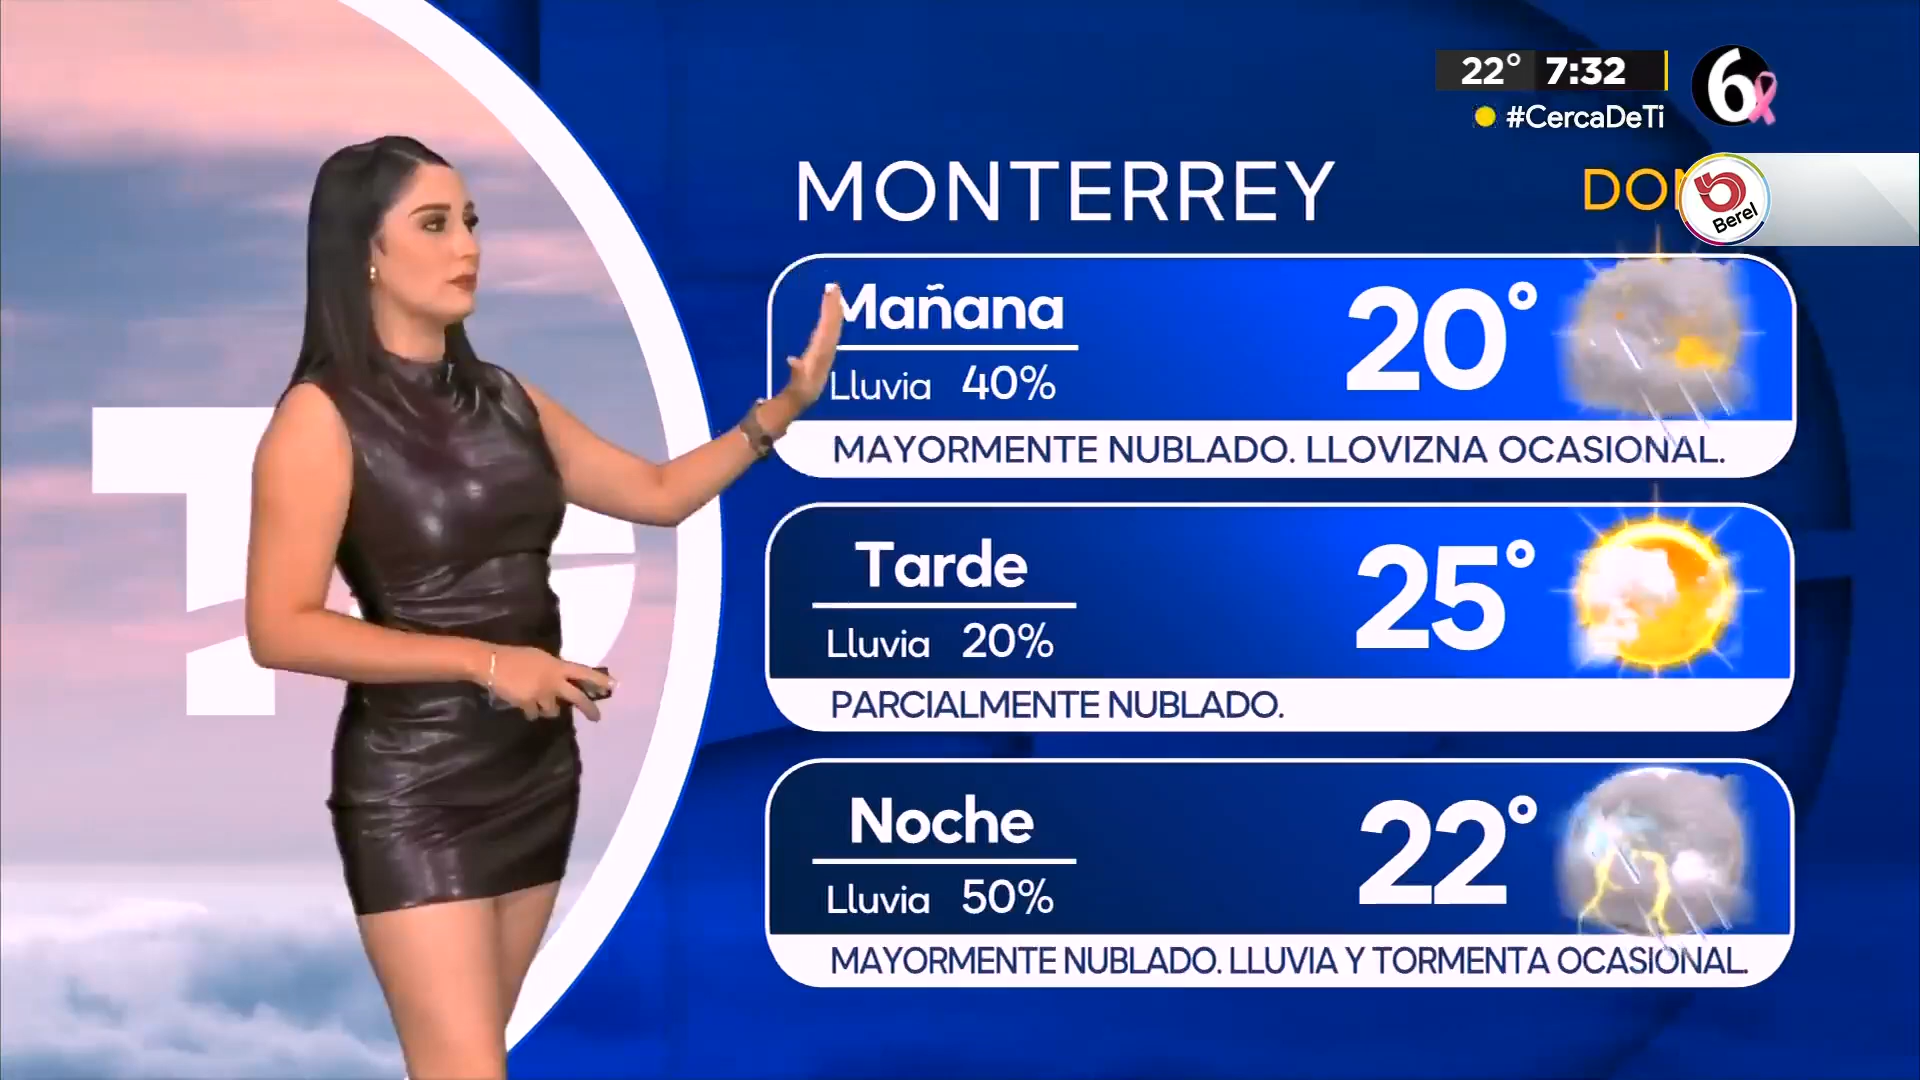 22° 7:32
6
#CercaDeTi
MONTERREY
Berel
Mañana
20°
Lluvia 40%
MAYORMENTE NUBLADO. LLOVIZNA OCASIONAL.
Tarde
25°
Lluvia 20%
PARCIALMENTE NUBLADO.
Noche
22°
Lluvia 50%
MAYORMENTE NUBLADO. LLUVIA Y TORMENTA OCASIONAL.